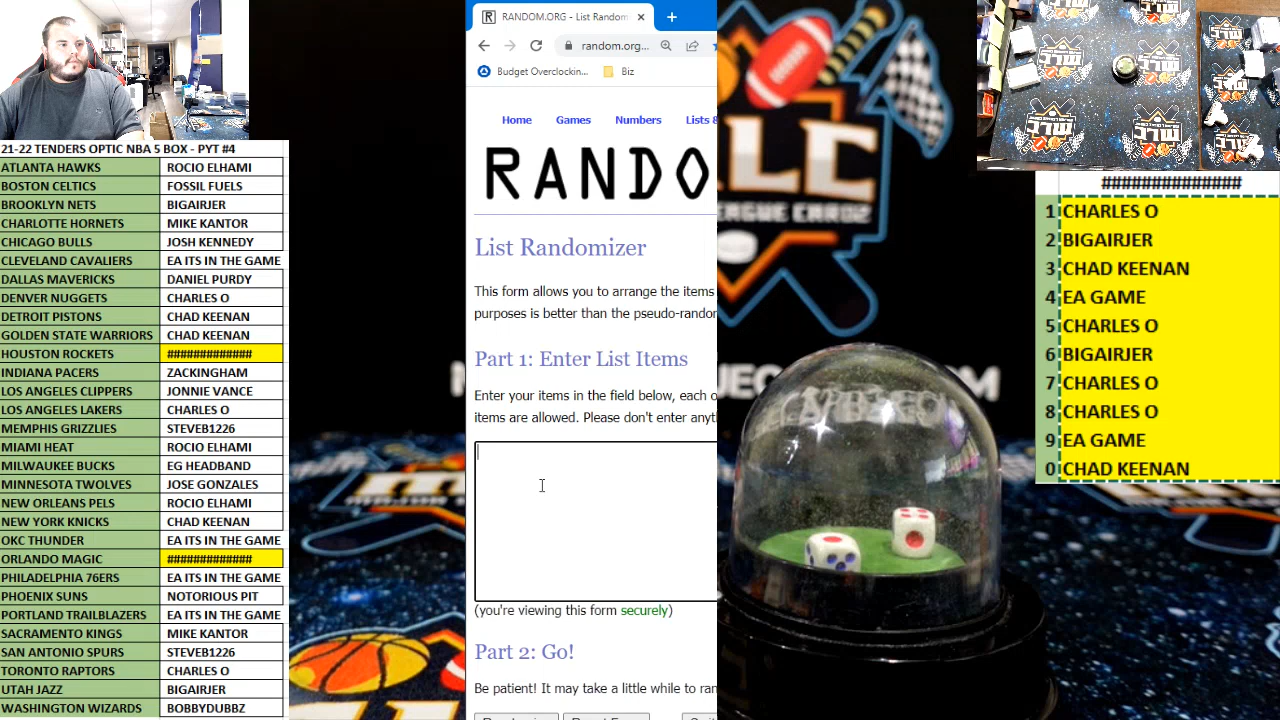 21-22 TENDERS OPTIC NBA 5 BOX - PYT #4
ATLANTA HAWKS ROCIO ELHAMI
BOSTON CELTICS FOSSIL FUELS
BROOKLYN NETS BIGAIRJER
CHARLOTTE HORNETS MIKE KANTOR
CHICAGO BULLS JOSH KENNEDY
CLEVELAND CAVALIERS EA ITS IN THE GAME
DALLAS MAVERICKS DANIEL PURDY
DENVER NUGGETS CHARLES O
DETROIT PISTONS CHAD KEENAN
GOLDEN STATE WARRIORS CHAD KEENAN
HOUSTON ROCKETS #############
INDIANA PACERS ZACKINGHAM
LOS ANGELES CLIPPERS JONNIE VANCE
LOS ANGELES LAKERS CHARLES O
MEMPHIS GRIZZLIES STEVEB1226
MIAMI HEAT ROCIO ELHAMI
MILWAUKEE BUCKS EG HEADBAND
MINNESOTA TWOLVES JOSE GONZALES
NEW ORLEANS PELS ROCIO ELHAMI
NEW YORK KNICKS CHAD KEENAN
OKC THUNDER EA ITS IN THE GAME
ORLANDO MAGIC #############
PHILADELPHIA 76ERS EA ITS IN THE GAME
PHOENIX SUNS NOTORIOUS PIT
PORTLAND TRAILBLAZERS EA ITS IN THE GAME
SACRAMENTO KINGS MIKE KANTOR
SAN ANTONIO SPURS STEVEB1226
TORONTO RAPTORS CHARLES O
UTAH JAZZ BIGAIRJER
WASHINGTON WIZARDS BOBBYDUBBZ
RANDOM.ORG - List Random
random.org...
Budget Overclockin... Biz
Home Games Numbers Lists &
RANDO
List Randomizer
This form allows you to arrange the items
purposes is better than the pseudo-random
Part 1: Enter List Items
Enter your items in the field below, each o
items are allowed. Please don't enter anyt
(you're viewing this form securely)
Part 2: Go!
Be patient! It may take a little while to ran
##############
1 CHARLES O
2 BIGAIRJER
3 CHAD KEENAN
4 EA GAME
5 CHARLES O
6 BIGAIRJER
7 CHARLES O
8 CHARLES O
9 EA GAME
0 CHAD KEENAN